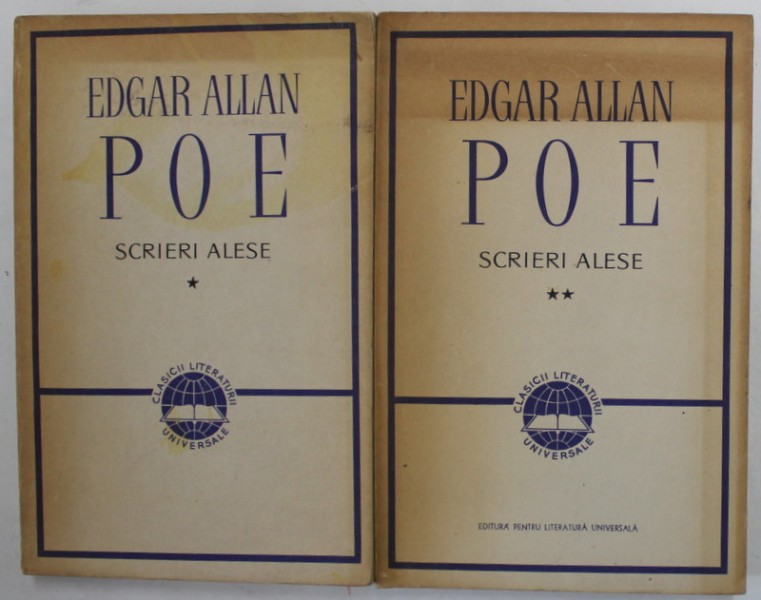 EDGAR ALLAN
POE
SCRIERI ALESE
★
CLASICII LITERATURII
UNIVERSALE
EDGAR ALLAN
POE
SCRIERI ALESE
★★
CLASICII LITERATURII
UNIVERSALE
EDITURA PENTRU LITERATURĂ UNIVERSALĂ